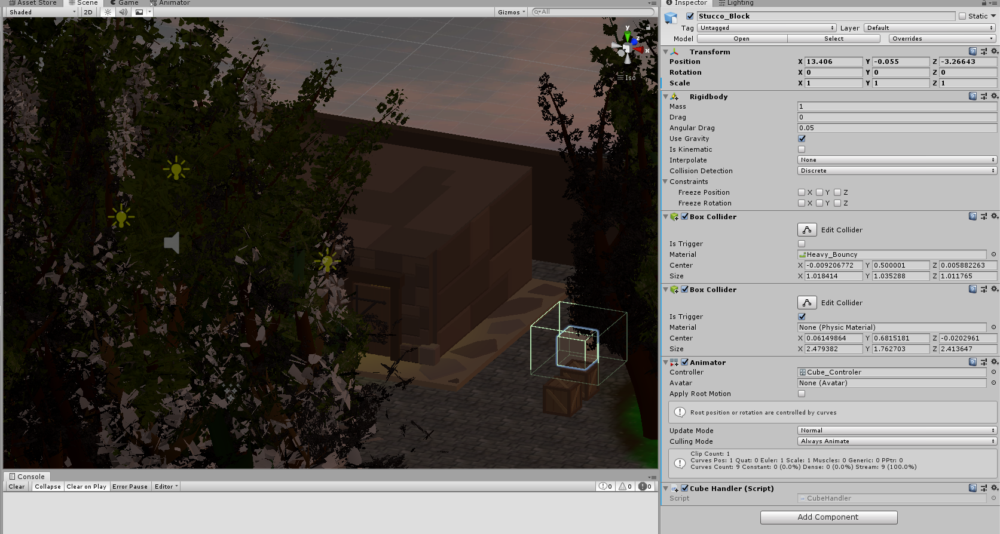 Asset Store Scene Game Animator
Shaded 2D Gizmos All
y
z
x
Iso
Console
Clear Collapse Clear on Play Error Pause Editor 0 0 0
Inspector Lighting
Stucco_Block Static
Tag Untagged Layer Default
Model Open Select Overrides
Transform
Position X 13.406 Y -0.055 Z -3.26643
Rotation X 0 Y 0 Z 0
Scale X 1 Y 1 Z 1
Rigidbody
Mass 1
Drag 0
Angular Drag 0.05
Use Gravity
Is Kinematic
Interpolate None
Collision Detection Discrete
Constraints
Freeze Position X Y Z
Freeze Rotation X Y Z
Box Collider
Edit Collider
Is Trigger
Material Heavy_Bouncy
Center X -0.009206772 Y 0.500001 Z 0.005882263
Size X 1.018414 Y 1.035288 Z 1.011765
Box Collider
Edit Collider
Is Trigger
Material None (Physic Material)
Center X 0.06149864 Y 0.6815181 Z -0.0202961
Size X 2.479382 Y 1.762703 Z 2.413647
Animator
Controller Cube_Controler
Avatar None (Avatar)
Apply Root Motion
Root position or rotation are controlled by curves
Update Mode Normal
Culling Mode Always Animate
Clip Count: 1
Curves Pos: 1 Quat: 0 Euler: 1 Scale: 1 Muscles: 0 Generic: 0 PPtr: 0
Curves Count: 9 Constant: 0 (0.0%) Dense: 0 (0.0%) Stream: 9 (100.0%)
Cube Handler (Script)
Script CubeHandler
Add Component